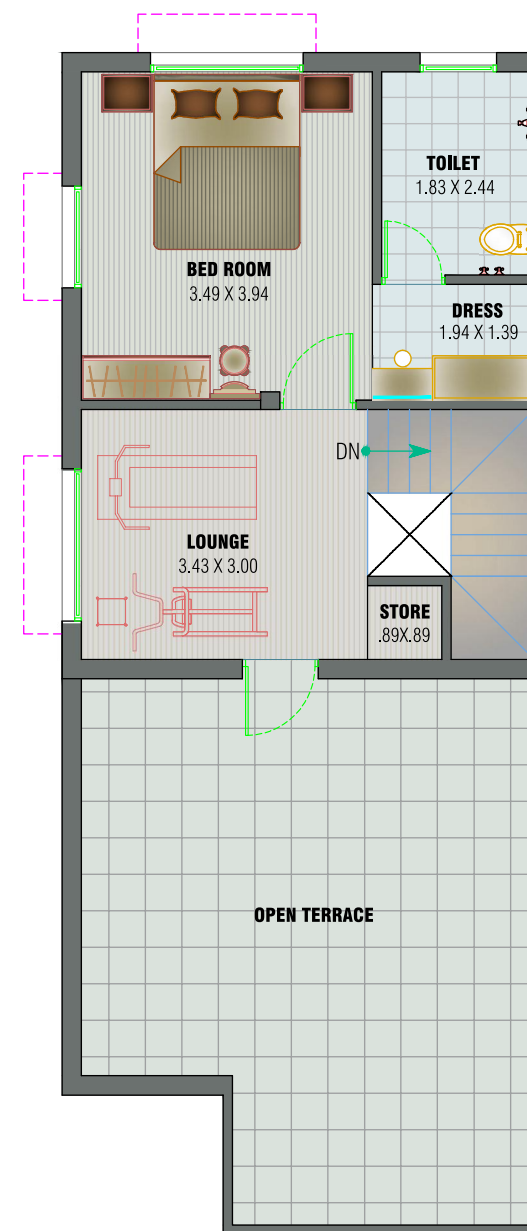 TOILET
1.83 X 2.44
BED ROOM
3.49 X 3.94
DRESS
1.94 X 1.39
DN
LOUNGE
3.43 X 3.00
STORE
.89X.89
OPEN TERRACE